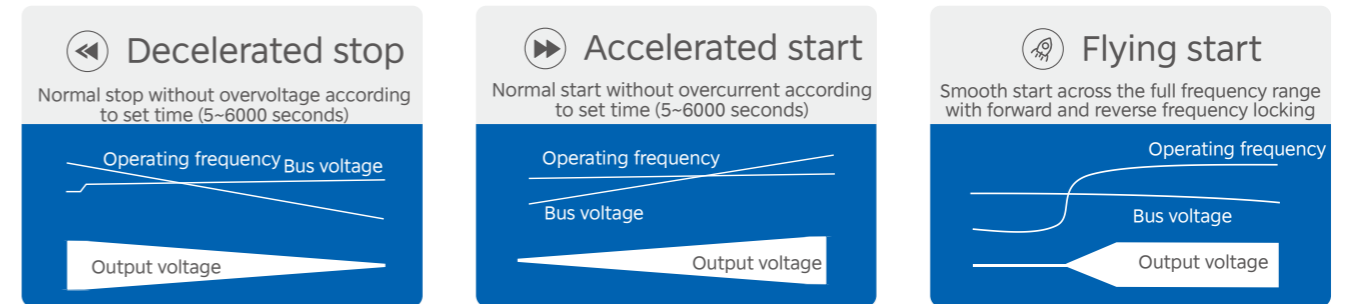 Decelerated stop
Normal stop without overvoltage according
to set time (5~6000 seconds)
Operating frequency
Bus voltage
Output voltage
Accelerated start
Normal start without overcurrent according
to set time (5~6000 seconds)
Operating frequency
Bus voltage
Output voltage
Flying start
Smooth start across the full frequency range
with forward and reverse frequency locking
Operating frequency
Bus voltage
Output voltage